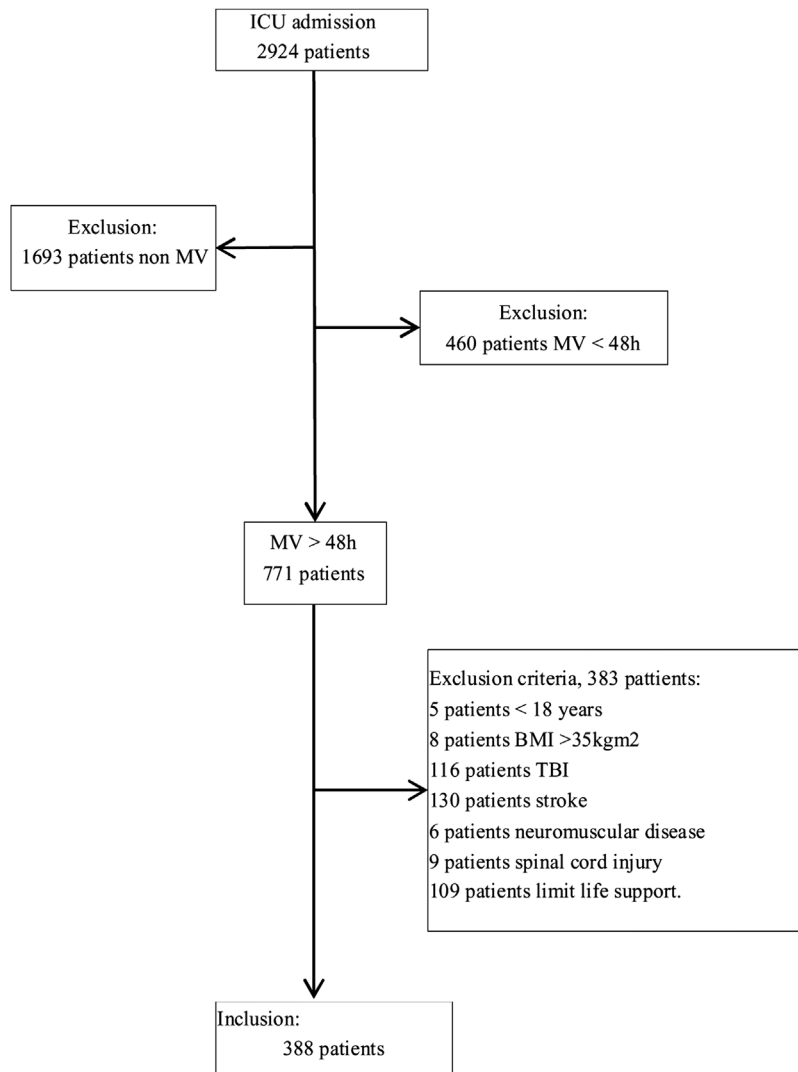 ICU admission
2924 patients
Exclusion:
1693 patients non MV
Exclusion:
460 patients MV < 48h
MV > 48h
771 patients
Exclusion criteria, 383 pattients:
5 patients < 18 years
8 patients BMI >35kgm2
116 patients TBI
130 patients stroke
6 patients neuromuscular disease
9 patients spinal cord injury
109 patients limit life support.
Inclusion:
388 patients